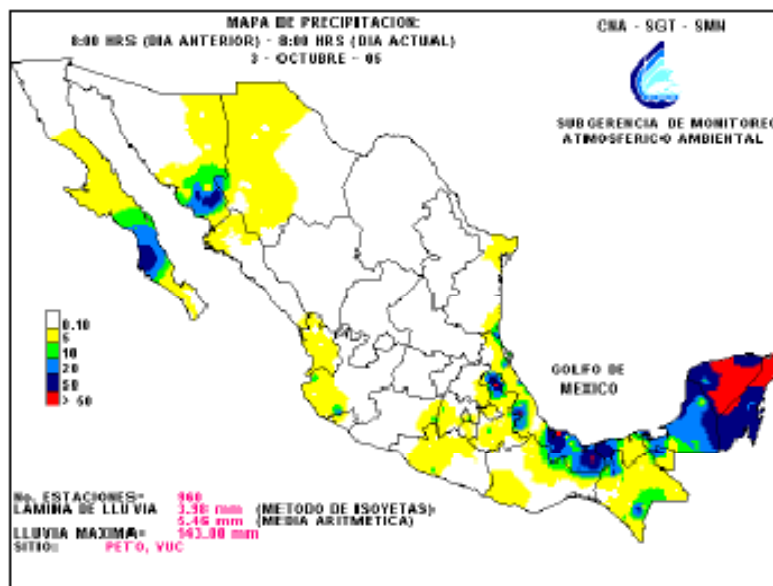 MAPA DE PRECIPITACION:
8:00 HRS (DIA ANTERIOR) - 8:00 HRS (DIA ACTUAL)
3 - OCTUBRE - 05
CNA - SGT - SMN
SUBGERENCIA DE MONITOREO
ATMOSFERICO AMBIENTAL
0.10
5
10
20
50
> 50
GOLFO DE
MEXICO
No. ESTACIONES= 960
LAMINA DE LLUVIA 3.98 mm (METODO DE ISOYETAS)
5.46 mm (MEDIA ARITMETICA)
LLUVIA MAXIMA= 143.00 mm
SITIO: PETO, YUC